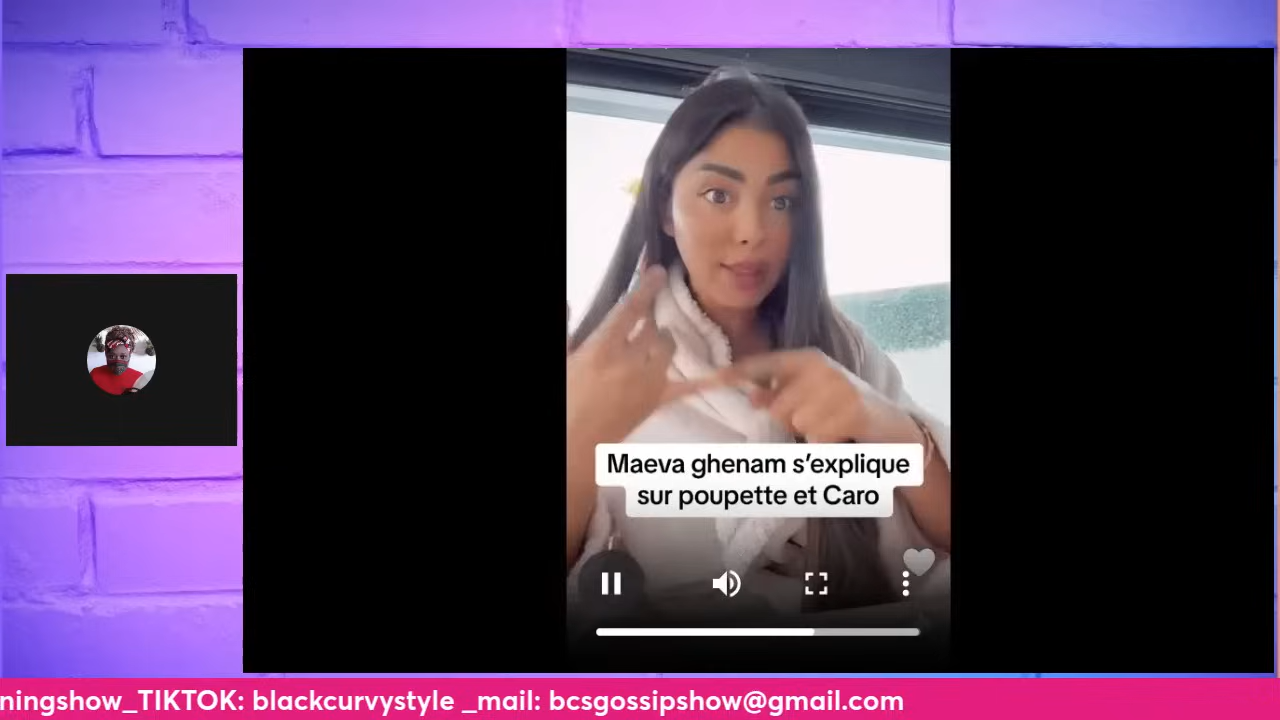 Maeva ghenam s’explique
sur poupette et Caro
ningshow_TIKTOK: blackcurvystyle _mail: bcsgossipshow@gmail.com